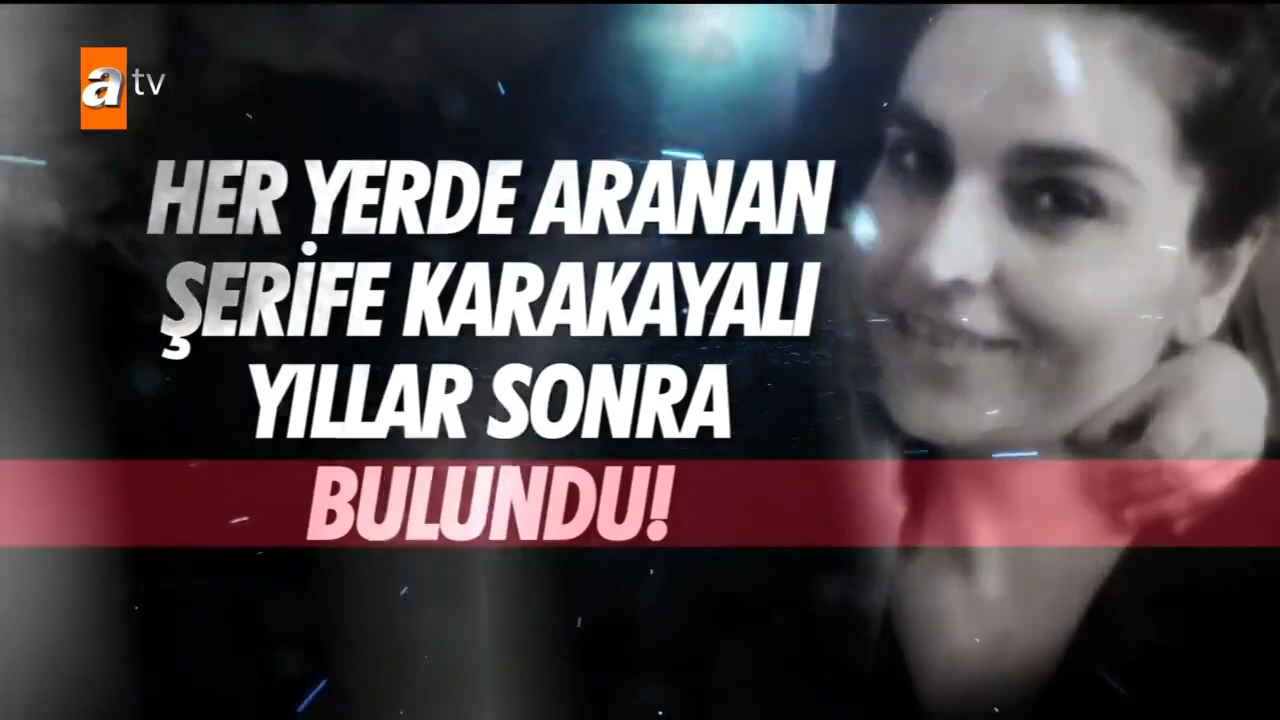 atv
HER YERDE ARANAN
ŞERİFE KARAKAYALI
YILLAR SONRA
BULUNDU!